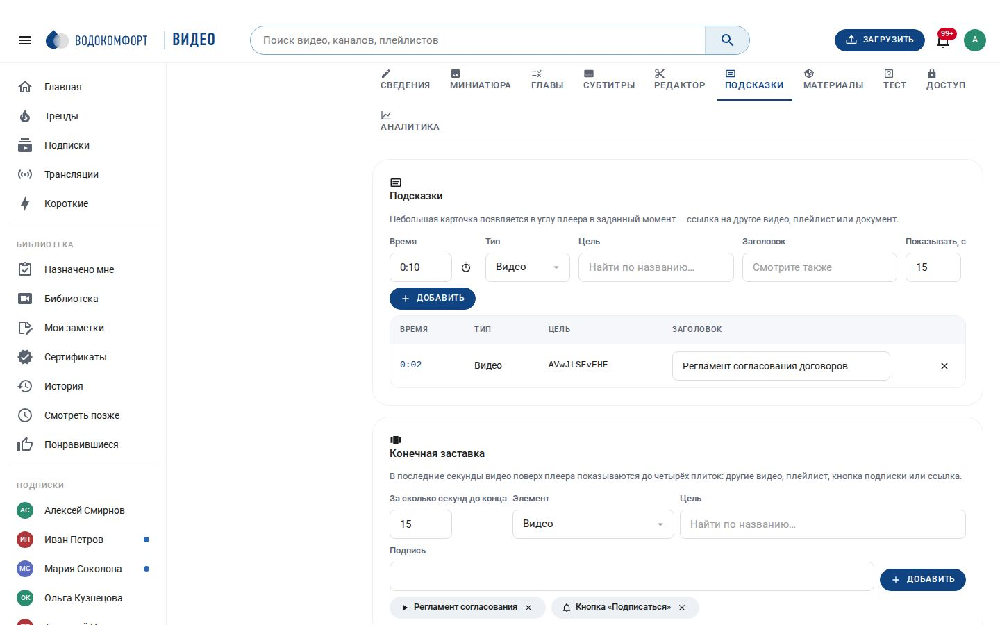 ВОДОКОМФОРТ
ВИДЕО
Поиск видео, каналов, плейлистов
ЗАГРУЗИТЬ
99+
А
Главная
Тренды
Подписки
Трансляции
Короткие
БИБЛИОТЕКА
Назначено мне
Библиотека
Мои заметки
Сертификаты
История
Смотреть позже
Понравившиеся
ПОДПИСКИ
АС Алексей Смирнов
ИП Иван Петров
МС Мария Соколова
ОК Ольга Кузнецова
СВЕДЕНИЯ
МИНИАТЮРА
ГЛАВЫ
СУБТИТРЫ
РЕДАКТОР
ПОДСКАЗКИ
МАТЕРИАЛЫ
ТЕСТ
ДОСТУП
АНАЛИТИКА
Подсказки
Небольшая карточка появляется в углу плеера в заданный момент — ссылка на другое видео, плейлист или документ.
Время Тип Цель Заголовок Показывать, с
0:10 Видео Найти по названию... Смотрите также 15
ДОБАВИТЬ
ВРЕМЯ ТИП ЦЕЛЬ ЗАГОЛОВОК
0:02 Видео AVwJtSEvEHE Регламент согласования договоров
Конечная заставка
В последние секунды видео поверх плеера показываются до четырёх плиток: другие видео, плейлист, кнопка подписки или ссылка.
За сколько секунд до конца Элемент Цель
15 Видео Найти по названию...
Подпись
ДОБАВИТЬ
Регламент согласования
Кнопка «Подписаться»